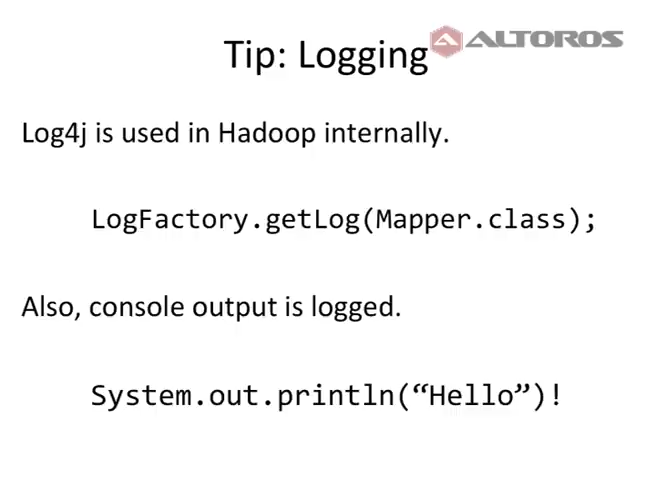 Tip: Logging
ALTOROS
Log4j is used in Hadoop internally.
LogFactory.getLog(Mapper.class);
Also, console output is logged.
System.out.println(“Hello”)!